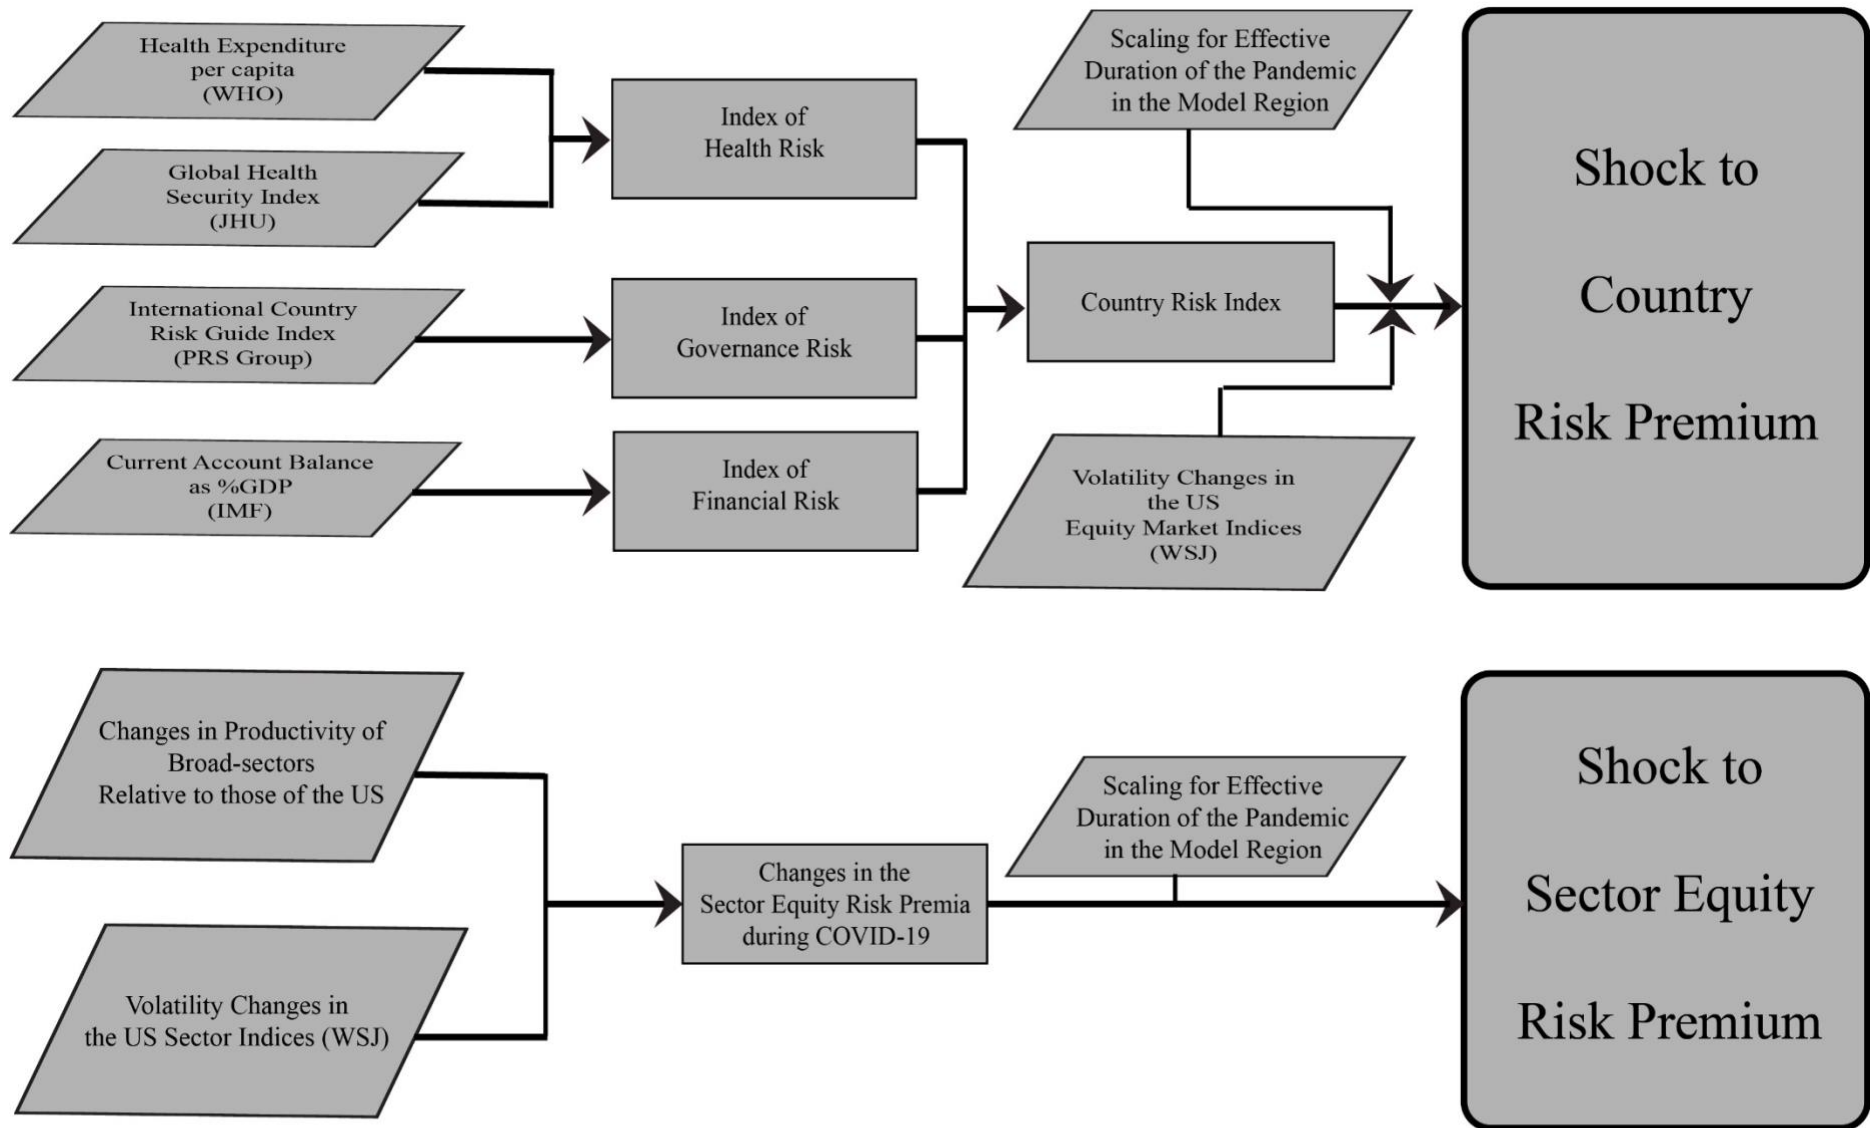 Health Expenditure
per capita
(WHO)
Global Health
Security Index
(JHU)
International Country
Risk Guide Index
(PRS Group)
Current Account Balance
as %GDP
(IMF)
Index of
Health Risk
Index of
Governance Risk
Index of
Financial Risk
Scaling for Effective
Duration of the Pandemic
in the Model Region
Country Risk Index
Volatility Changes in
the US
Equity Market Indices
(WSJ)
Shock to
Country
Risk Premium
Changes in Productivity of
Broad-sectors
Relative to those of the US
Volatility Changes in
the US Sector Indices (WSJ)
Changes in the
Sector Equity Risk Premia
during COVID-19
Scaling for Effective
Duration of the Pandemic
in the Model Region
Shock to
Sector Equity
Risk Premium